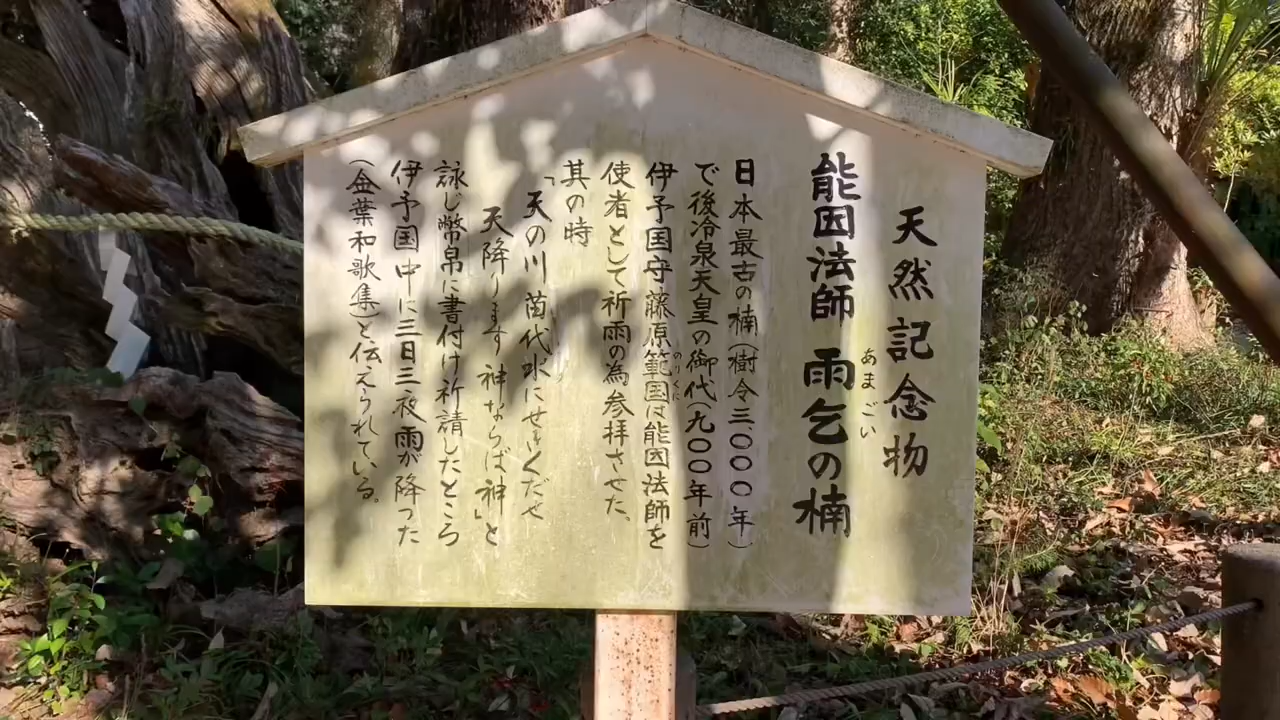 天然記念物
能因法師 雨乞の楠
あまごい
日本最古の楠(樹令三〇〇〇年)
で後冷泉天皇の御代(九〇〇年前)
伊予国守藤原範国は能因法師を
のりくに
使者として祈雨の為参拝させた、
其の時
「天の川 苗代水にせきくだせ
天降ります 神ならば神」と
詠じ幣帛に書付け祈請したところ
伊予国中に三日三夜雨が降った
(金葉和歌集)と伝えられている。